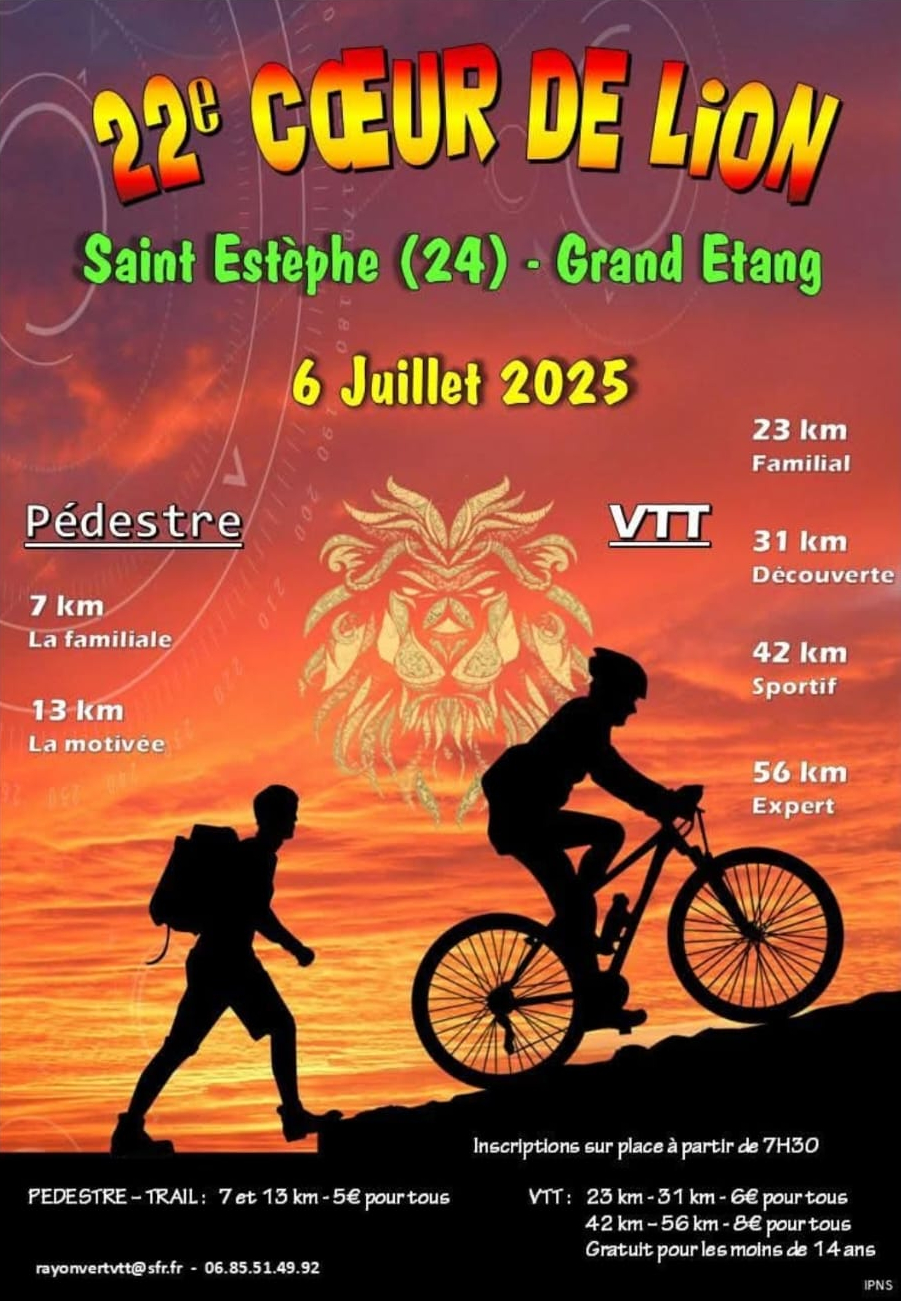 22e CŒUR DE LiON
Saint Estèphe (24) - Grand Etang
6 Juillet 2025
Pédestre
7 km
La familiale
13 km
La motivée
VTT
23 km
Familial
31 km
Découverte
42 km
Sportif
56 km
Expert
Inscriptions sur place à partir de 7H30
PEDESTRE – TRAIL : 7 et 13 km - 5€ pour tous
VTT : 23 km - 31 km - 6€ pour tous
42 km – 56 km - 8€ pour tous
Gratuit pour les moins de 14 ans
rayonvertvtt@sfr.fr - 06.85.51.49.92
IPNS